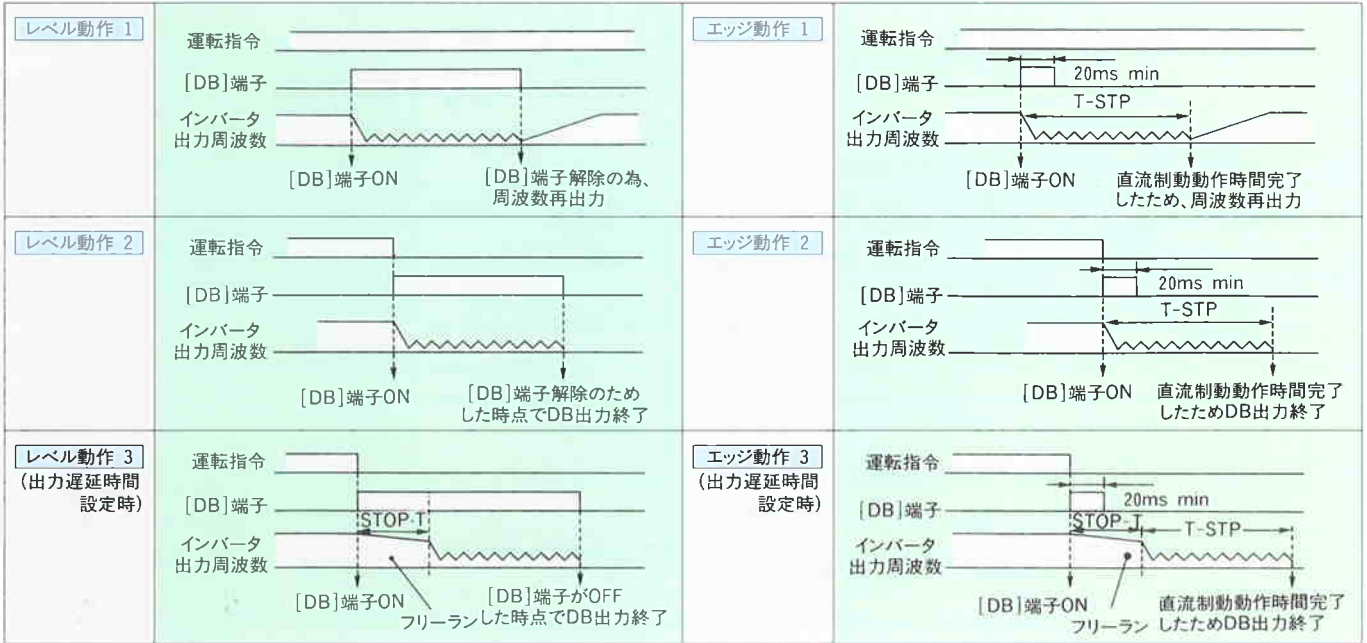 レベル動作 1
運転指令
[DB]端子
インバータ
出力周波数
[DB]端子ON
[DB]端子解除の為、
周波数再出力
エッジ動作 1
運転指令
[DB]端子
20ms min
T-STP
インバータ
出力周波数
[DB]端子ON
直流制動動作時間完了
したため、周波数再出力
レベル動作 2
運転指令
[DB]端子
インバータ
出力周波数
[DB]端子ON
[DB]端子解除のため
した時点でDB出力終了
エッジ動作 2
運転指令
[DB]端子
20ms min
T-STP
インバータ
出力周波数
[DB]端子ON
直流制動動作時間完了
したためDB出力終了
レベル動作 3
(出力遅延時間
設定時)
運転指令
[DB]端子
STOP-T
インバータ
出力周波数
[DB]端子ON
フリーラン
[DB]端子がOFF
した時点でDB出力終了
エッジ動作 3
(出力遅延時間
設定時)
運転指令
[DB]端子
20ms min
STOP-T
T-STP
インバータ
出力周波数
[DB]端子ON
フリーラン
直流制動動作時間完了
したためDB出力終了